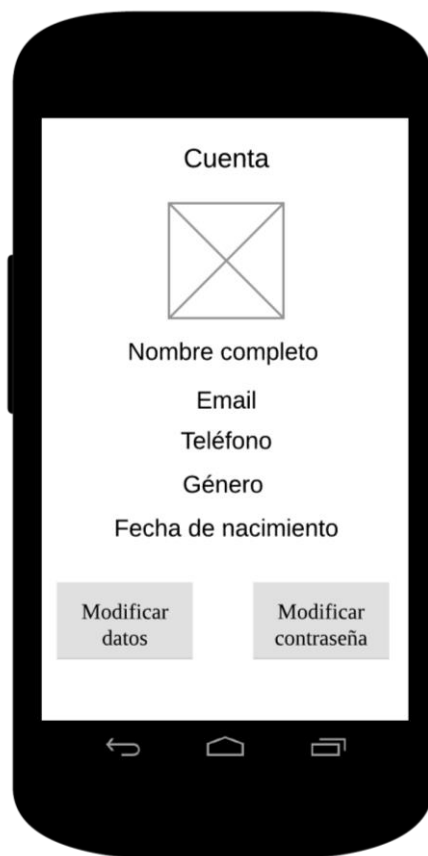 Cuenta
Nombre completo
Email
Teléfono
Género
Fecha de nacimiento
Modificar
datos
Modificar
contraseña